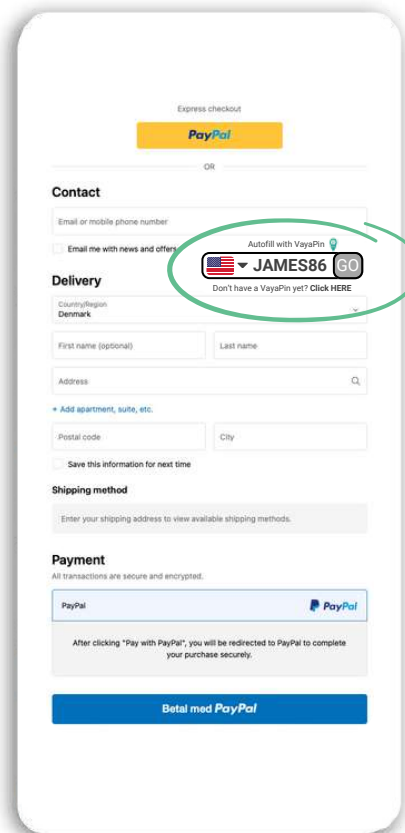 Express checkout
PayPal
OR
Contact
Email or mobile phone number
Email me with news and offers
Autofill with VayaPin
JAMES86 GO
Don't have a VayaPin yet? Click HERE
Delivery
Country/Region
Denmark
First name (optional) Last name
Address
+ Add apartment, suite, etc.
Postal code City
Save this information for next time
Shipping method
Enter your shipping address to view available shipping methods.
Payment
All transactions are secure and encrypted.
PayPal PayPal
After clicking "Pay with PayPal", you will be redirected to PayPal to complete
your purchase securely.
Betal med PayPal